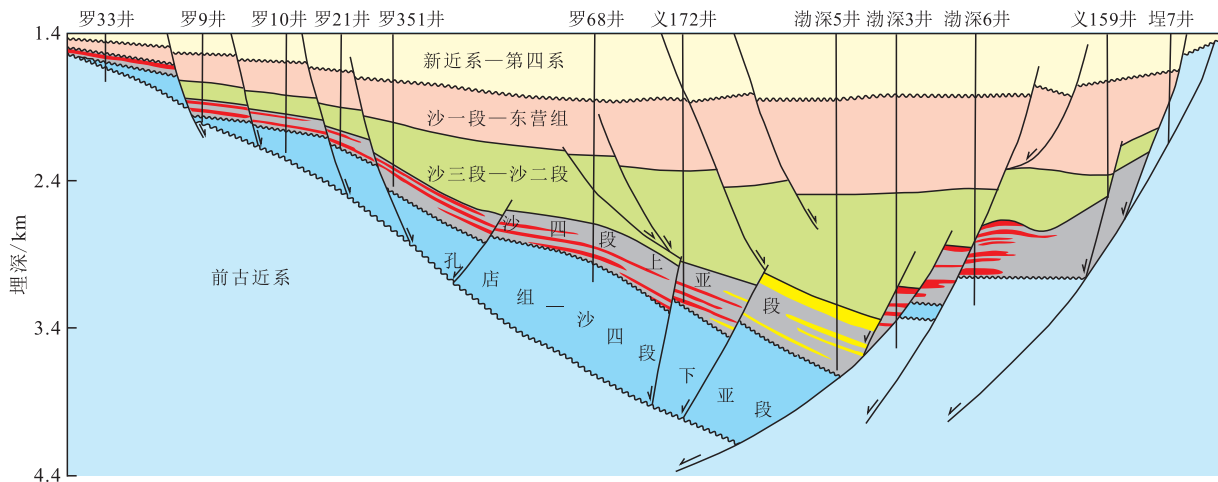 罗33井 罗9井 罗10井 罗21井 罗351井 罗68井 义172井 渤深5井 渤深3井 渤深6井 义159井 埕7井
1.4
新近系—第四系
沙一段—东营组
2.4
沙三段—沙二段
沙四段上亚段
孔店组—沙四段下亚段
前古近系
埋深/km
3.4
4.4